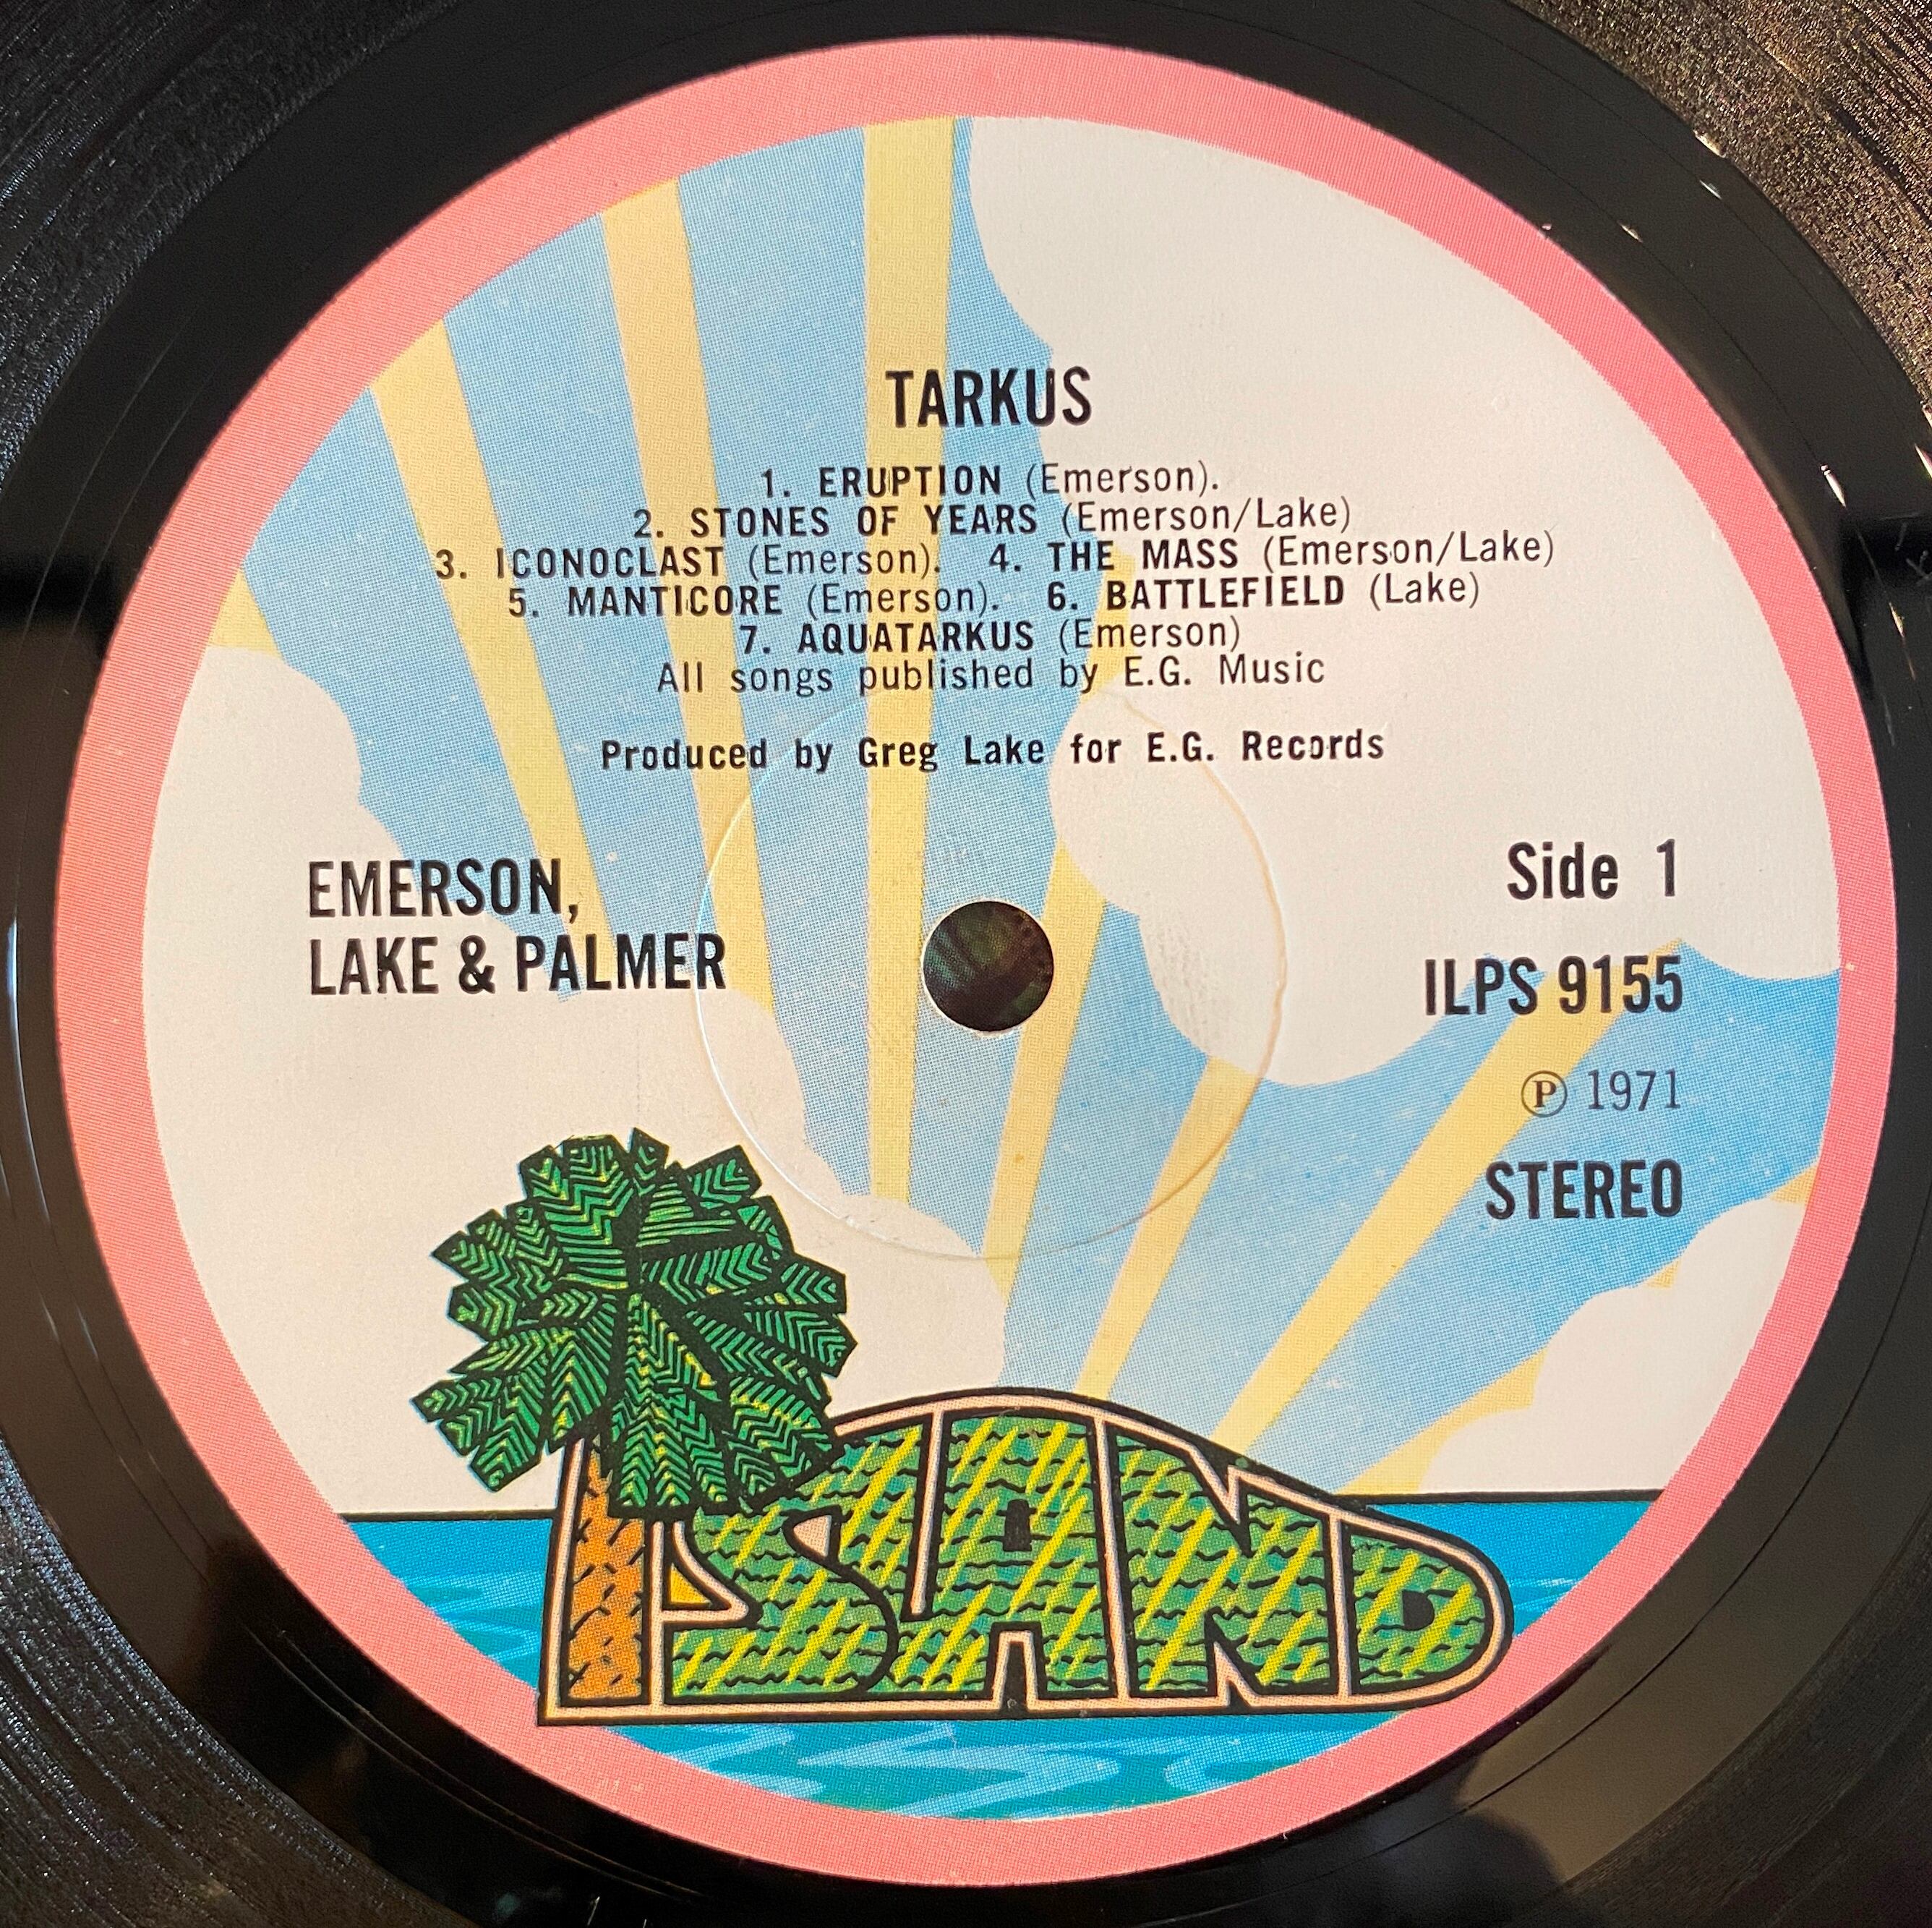 TARKUS
1. ERUPTION (Emerson).
2. STONES OF YEARS (Emerson/Lake)
3. ICONOCLAST (Emerson). 4. THE MASS (Emerson/Lake)
5. MANTICORE (Emerson). 6. BATTLEFIELD (Lake)
7. AQUATARKUS (Emerson)
All songs published by E.G. Music
Produced by Greg Lake for E.G. Records
EMERSON,
LAKE & PALMER
Side 1
ILPS 9155
Ⓟ 1971
STEREO
ISLAND